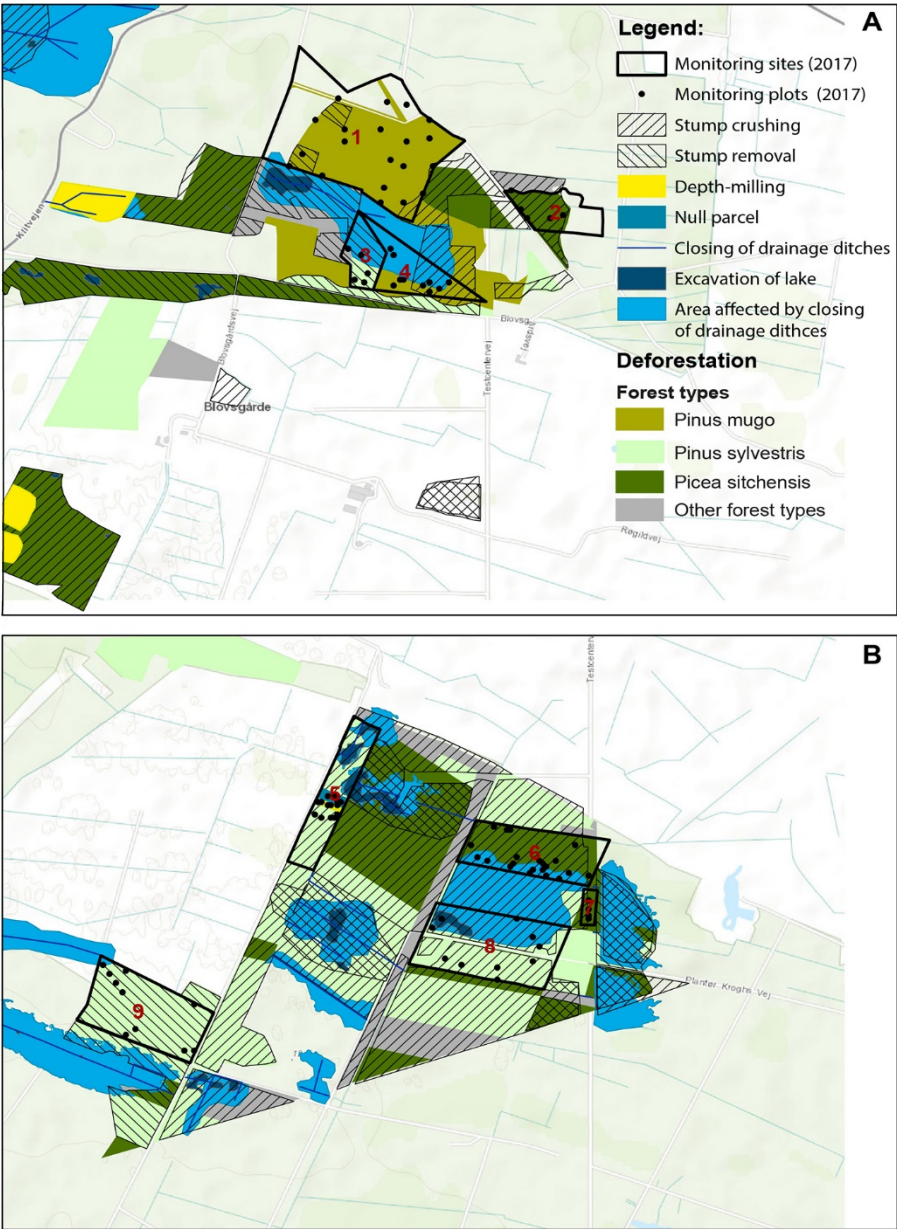 A
Legend:
Monitoring sites (2017)
Monitoring plots (2017)
Stump crushing
Stump removal
Depth-milling
Null parcel
Closing of drainage ditches
Excavation of lake
Area affected by closing
of drainage dithces
Deforestation
Forest types
Pinus mugo
Pinus sylvestris
Picea sitchensis
Other forest types
1
2
3
4
Klitvejen
Blovsgårdsvej
Blovsgårdsvej
Testcentervej
Blovsgårde
Røgildvej
B
Testcenterv
5
6
7
8
9
Plantør Kroghs Vej